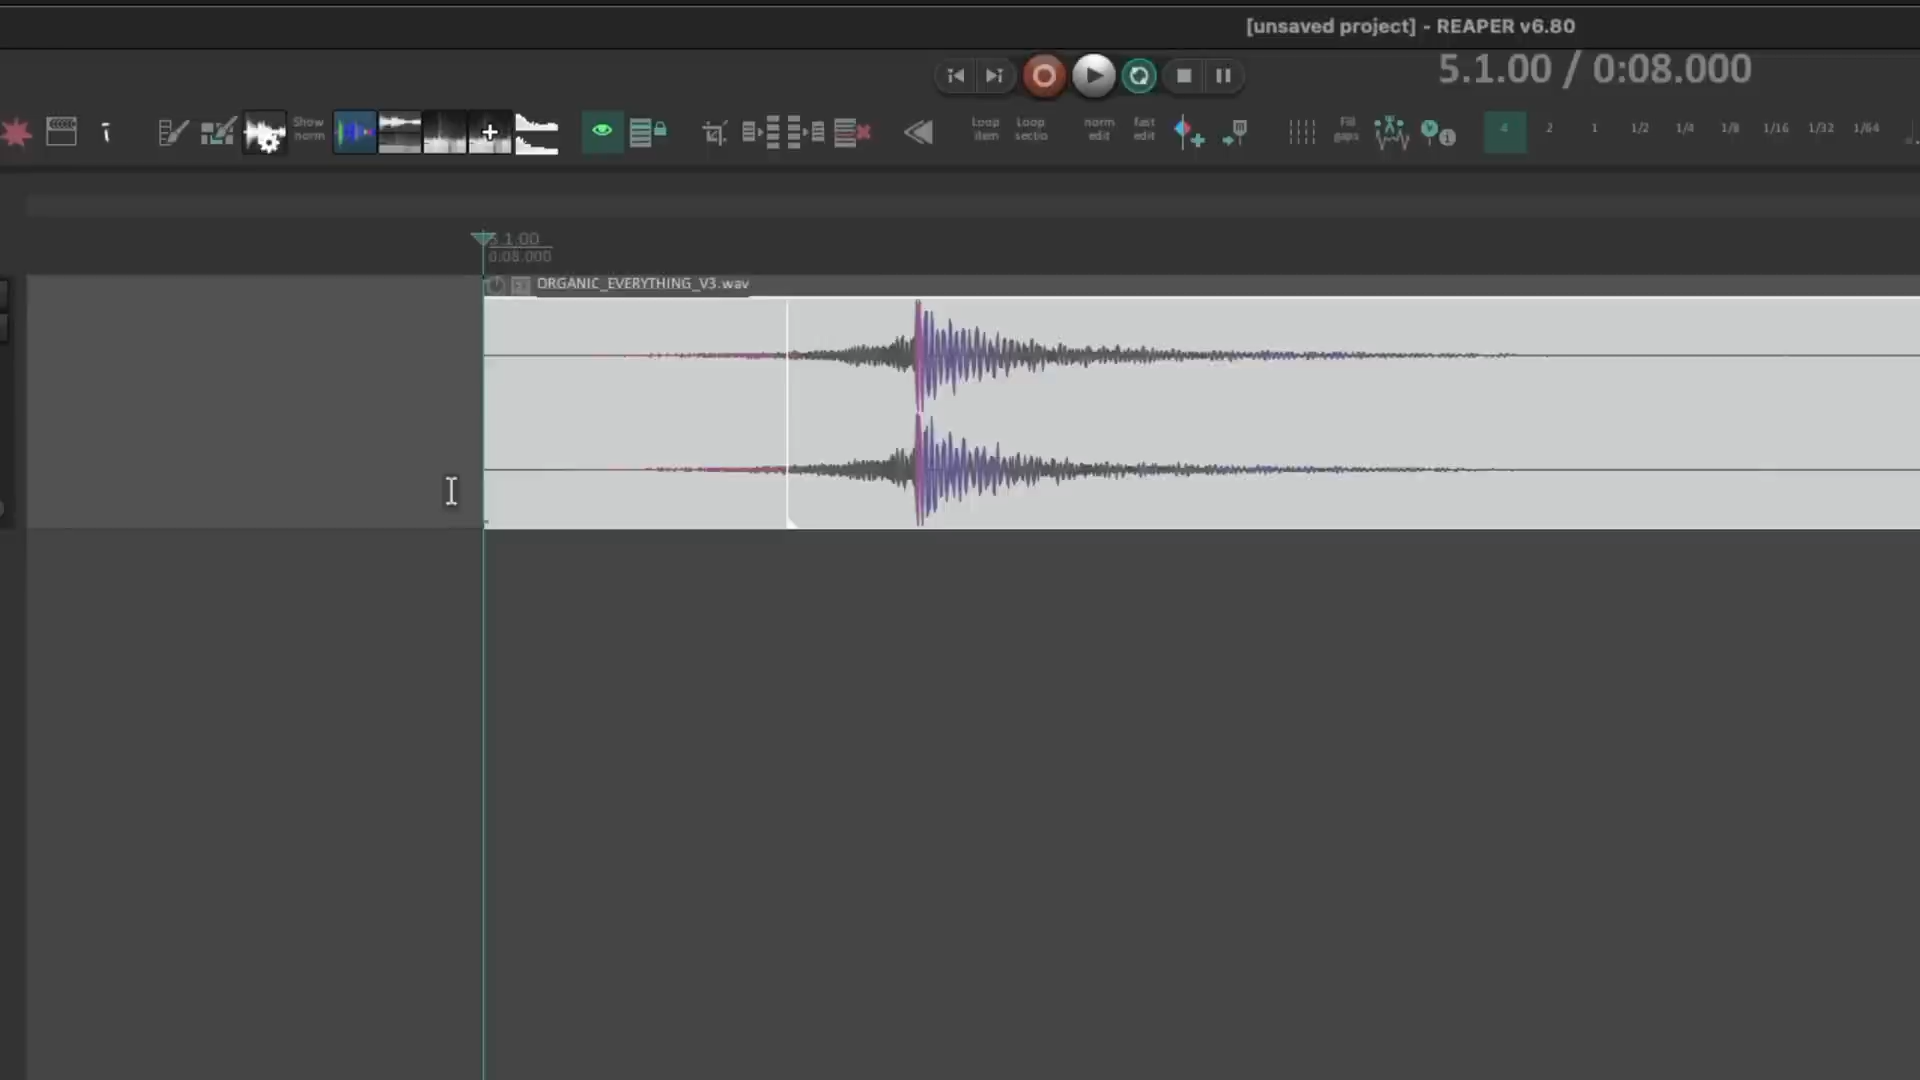 [unsaved project] - REAPER v6.80
5.1.00 / 0:08.000
Show norm
Loop item
Loop sectio
norm edit
fast edit
Fill gaps
4 2 1 1/2 1/4 1/8 1/16 1/32 1/64
5.1.00
0:08.000
ORGANIC_EVERYTHING_V3.wav